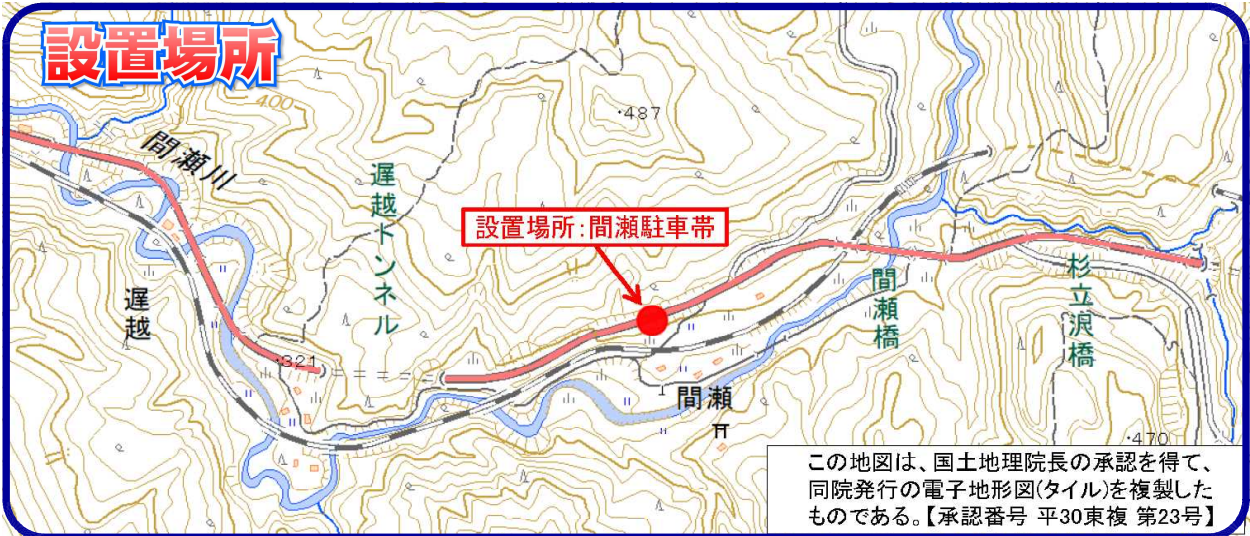 設置場所
400
・487
間瀬川
遅越トンネル
設置場所：間瀬駐車帯
遅越
間瀬橋
杉立沢橋
・321
間瀬
・470
この地図は、国土地理院長の承認を得て、
同院発行の電子地形図(タイル)を複製した
ものである。【承認番号 平30東複 第23号】